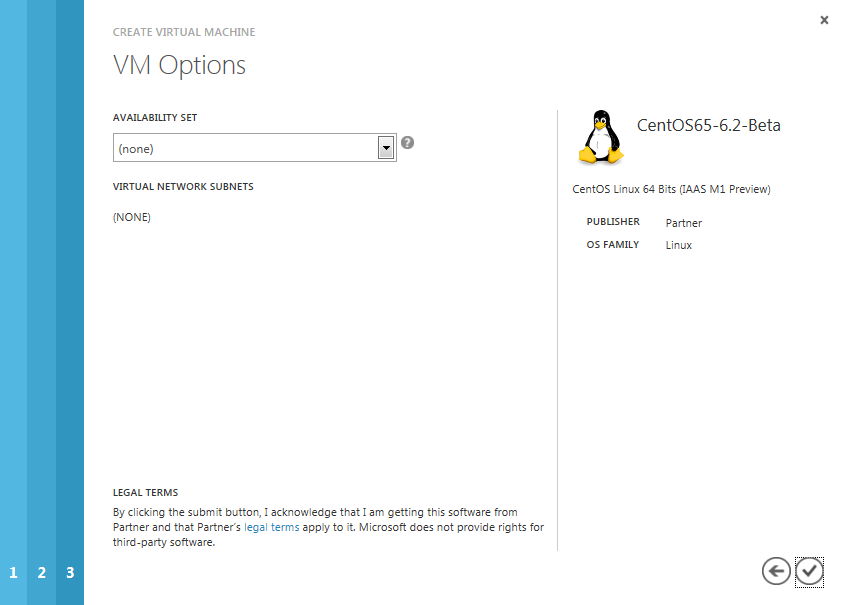 CREATE VIRTUAL MACHINE
VM Options
AVAILABILITY SET
(none)
?
VIRTUAL NETWORK SUBNETS
(NONE)
LEGAL TERMS
By clicking the submit button, I acknowledge that I am getting this software from
Partner and that Partner's legal terms apply to it. Microsoft does not provide rights for
third-party software.
CentOS65-6.2-Beta
CentOS Linux 64 Bits (IAAS M1 Preview)
PUBLISHER Partner
OS FAMILY Linux
1 2 3